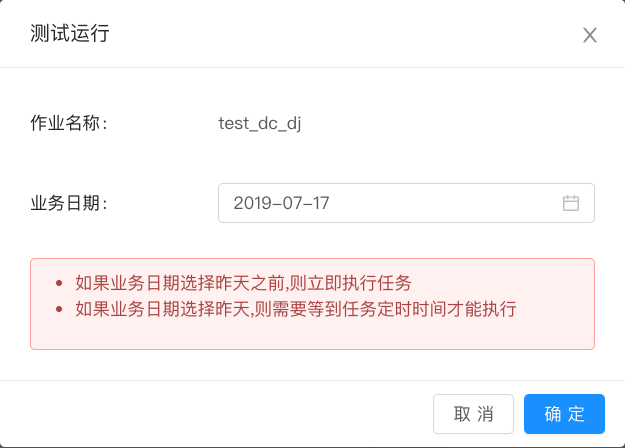 测试运行
作业名称：
test_dc_dj
业务日期：
2019-07-17
如果业务日期选择昨天之前,则立即执行任务
如果业务日期选择昨天,则需要等到任务定时时间才能执行
取 消
确 定